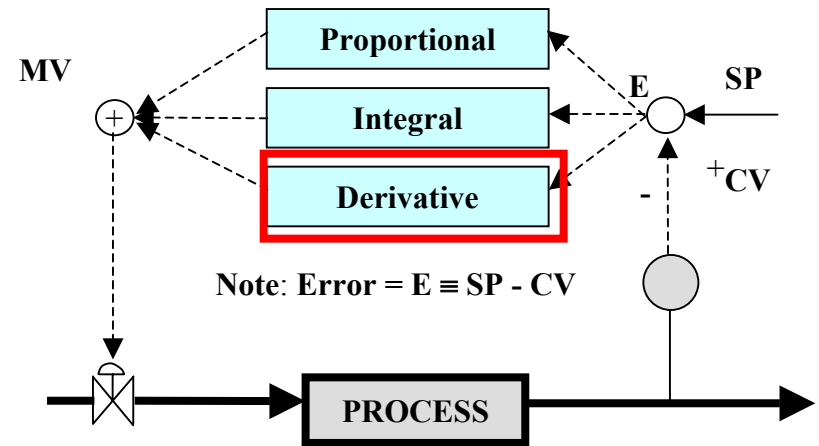 Proportional
MV
E
SP
+
Integral
+CV
-
Derivative
Note: Error = E ≡ SP - CV
PROCESS